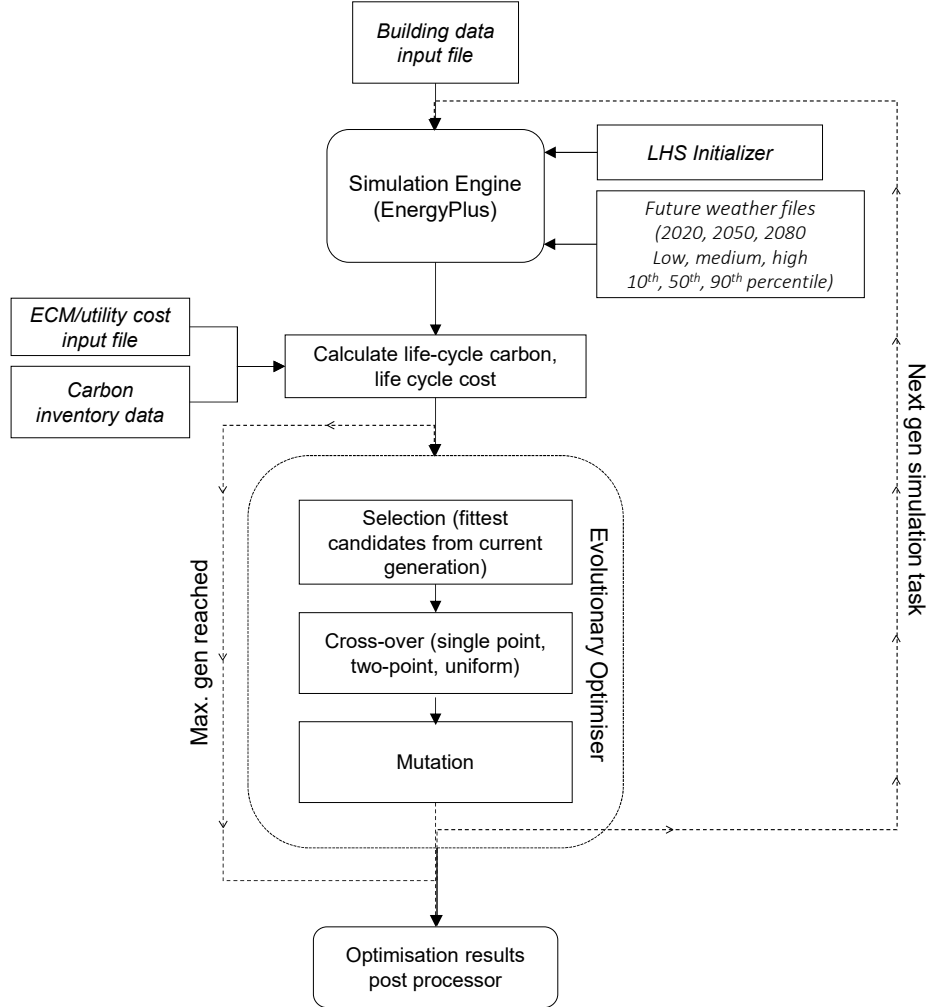 Building data
input file
LHS Initializer
Simulation Engine
(EnergyPlus)
Future weather files
(2020, 2050, 2080
Low, medium, high
10th, 50th, 90th percentile)
ECM/utility cost
input file
Carbon
inventory data
Calculate life-cycle carbon,
life cycle cost
Next gen simulation task
Max. gen reached
Selection (fittest
candidates from current
generation)
Cross-over (single point,
two-point, uniform)
Mutation
Evolutionary Optimiser
Optimisation results
post processor